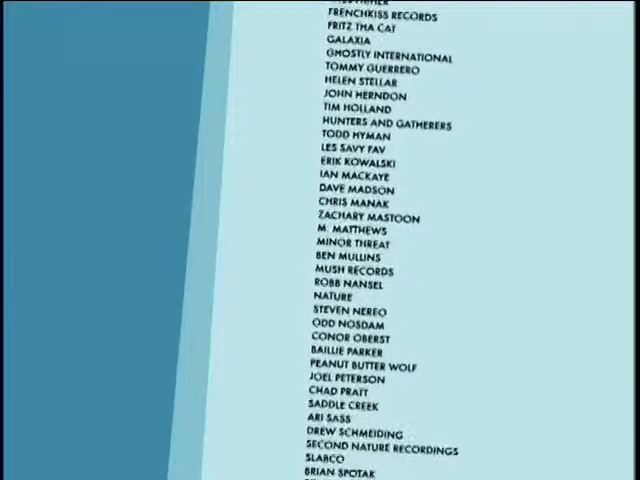 FRENCHKISS RECORDS
FRITZ THA CAT
GALAXIA
GHOSTLY INTERNATIONAL
TOMMY GUERRERO
HELEN STELLAR
JOHN HERNDON
TIM HOLLAND
HUNTERS AND GATHERERS
TODD HYMAN
LES SAVY FAV
ERIK KOWALSKI
IAN MACKAYE
DAVE MADSON
CHRIS MANAK
ZACHARY MASTOON
M. MATTHEWS
MINOR THREAT
BEN MULLINS
MUSH RECORDS
ROBB NANSEL
NATURE
STEVEN NEREO
ODD NOSDAM
CONOR OBERST
BAILLIE PARKER
PEANUT BUTTER WOLF
JOEL PETERSON
CHAD PRATT
SADDLE CREEK
ARI SASS
DREW SCHMEIDING
SECOND NATURE RECORDINGS
SLABCO
BRIAN SPOTAK